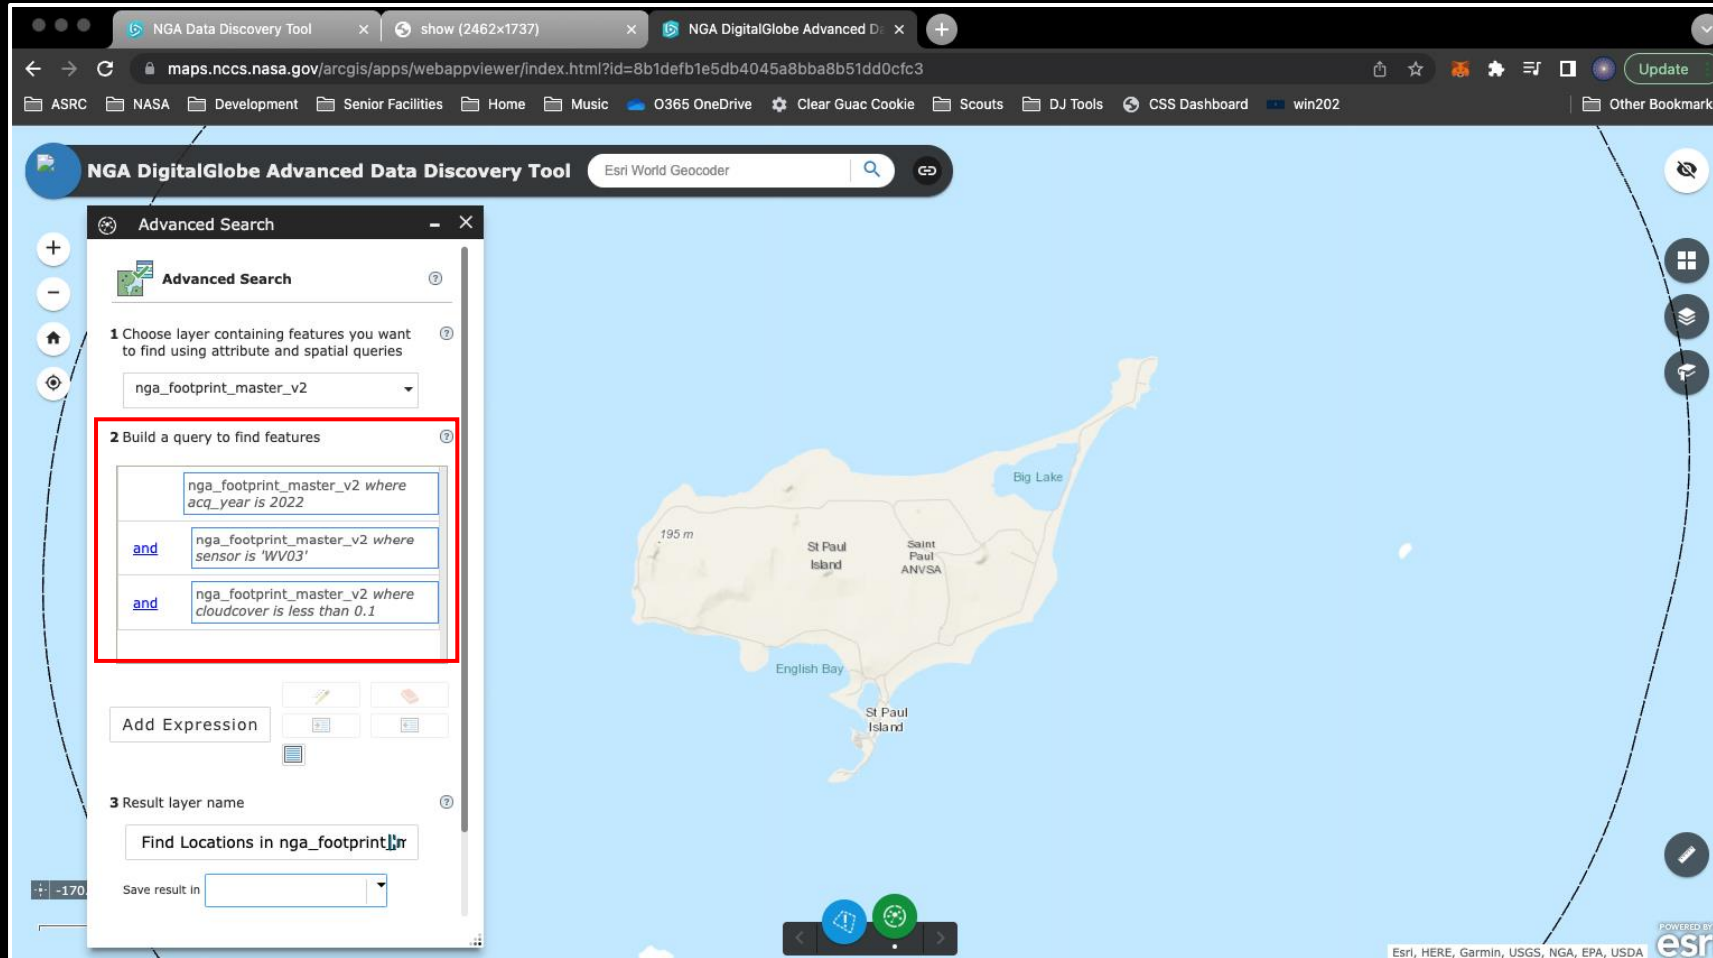 NGA Data Discovery Tool
show (2462×1737)
NGA DigitalGlobe Advanced Da
maps.nccs.nasa.gov/arcgis/apps/webappviewer/index.html?id=8b1defb1e5db4045a8bba8b51dd0cfc3
Update
ASRC NASA Development Senior Facilities Home Music O365 OneDrive Clear Guac Cookie Scouts DJ Tools CSS Dashboard win202 Other Bookmark
NGA DigitalGlobe Advanced Data Discovery Tool
Esri World Geocoder
Advanced Search
Advanced Search
1 Choose layer containing features you want
to find using attribute and spatial queries
nga_footprint_master_v2
2 Build a query to find features
nga_footprint_master_v2 where
acq_year is 2022
and
nga_footprint_master_v2 where
sensor is 'WV03'
and
nga_footprint_master_v2 where
cloudcover is less than 0.1
Add Expression
3 Result layer name
Find Locations in nga_footprint_m
Save result in
-170.
Big Lake
195 m
St Paul
Island
Saint
Paul
ANVSA
English Bay
St Paul
Island
Esri, HERE, Garmin, USGS, NGA, EPA, USDA
POWERED BY
esri